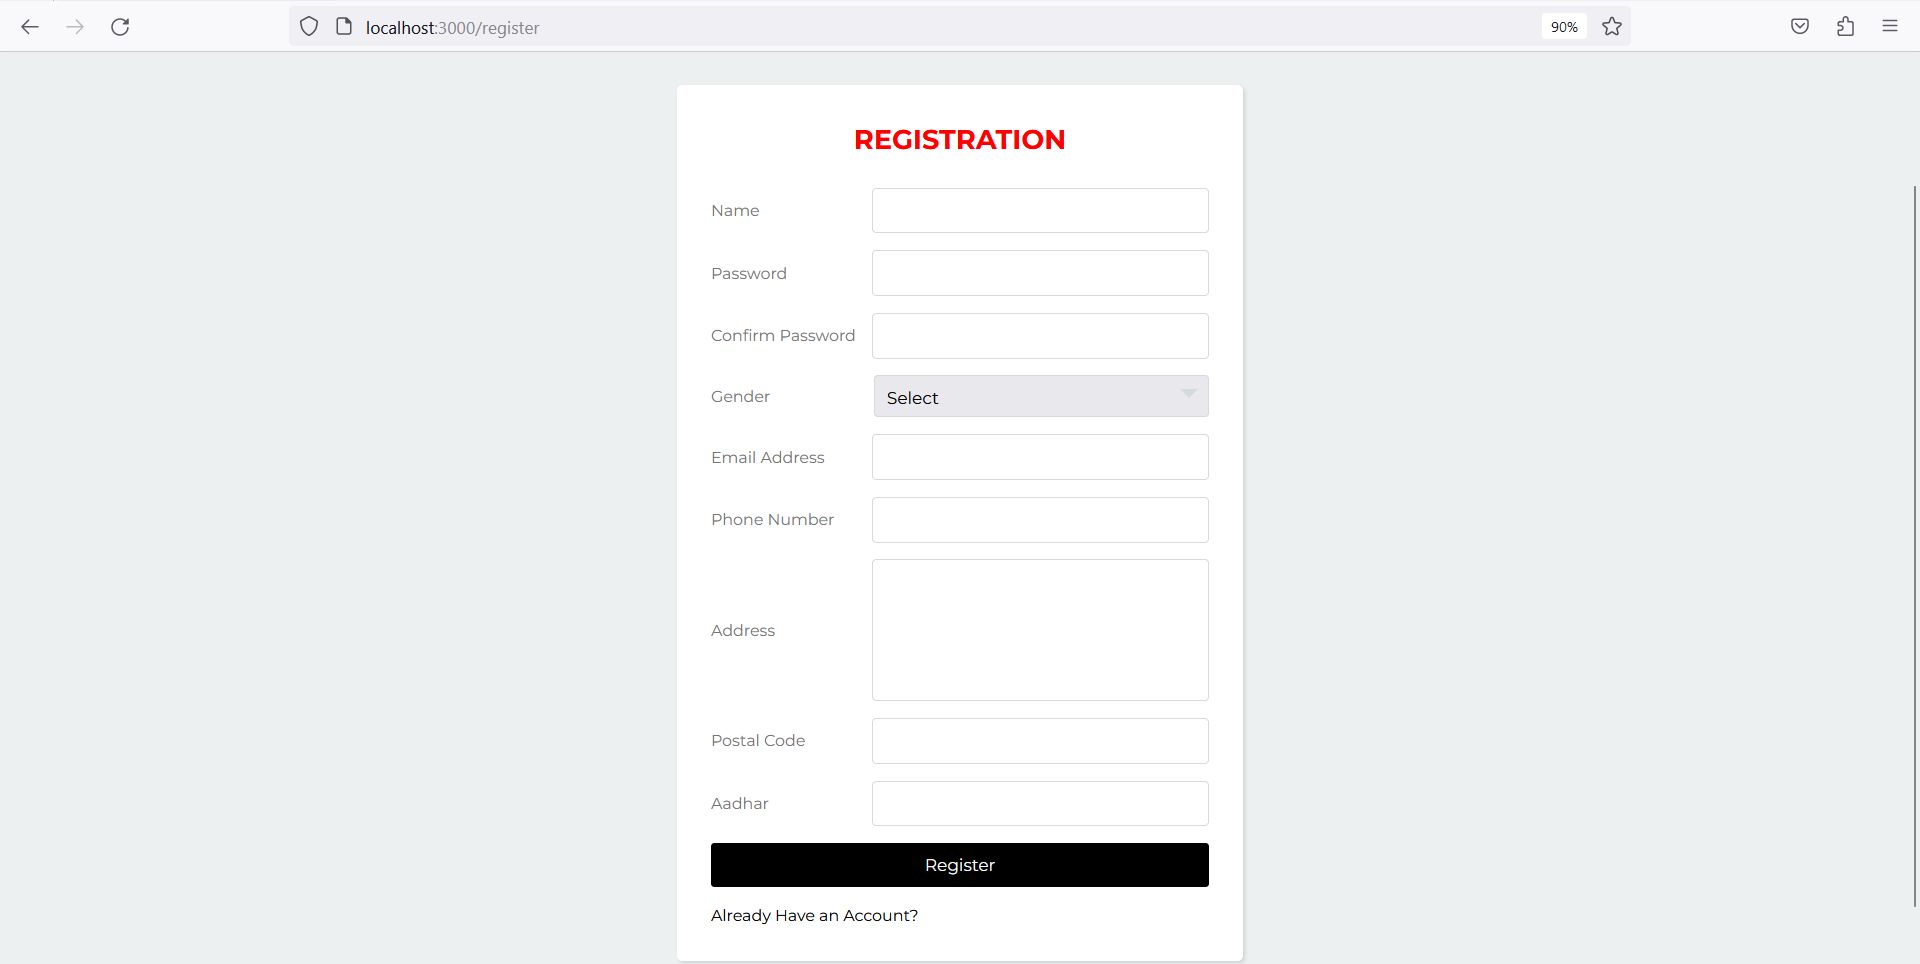 localhost:3000/register
90%
REGISTRATION
Name
Password
Confirm Password
Gender
Select
Email Address
Phone Number
Address
Postal Code
Aadhar
Register
Already Have an Account?